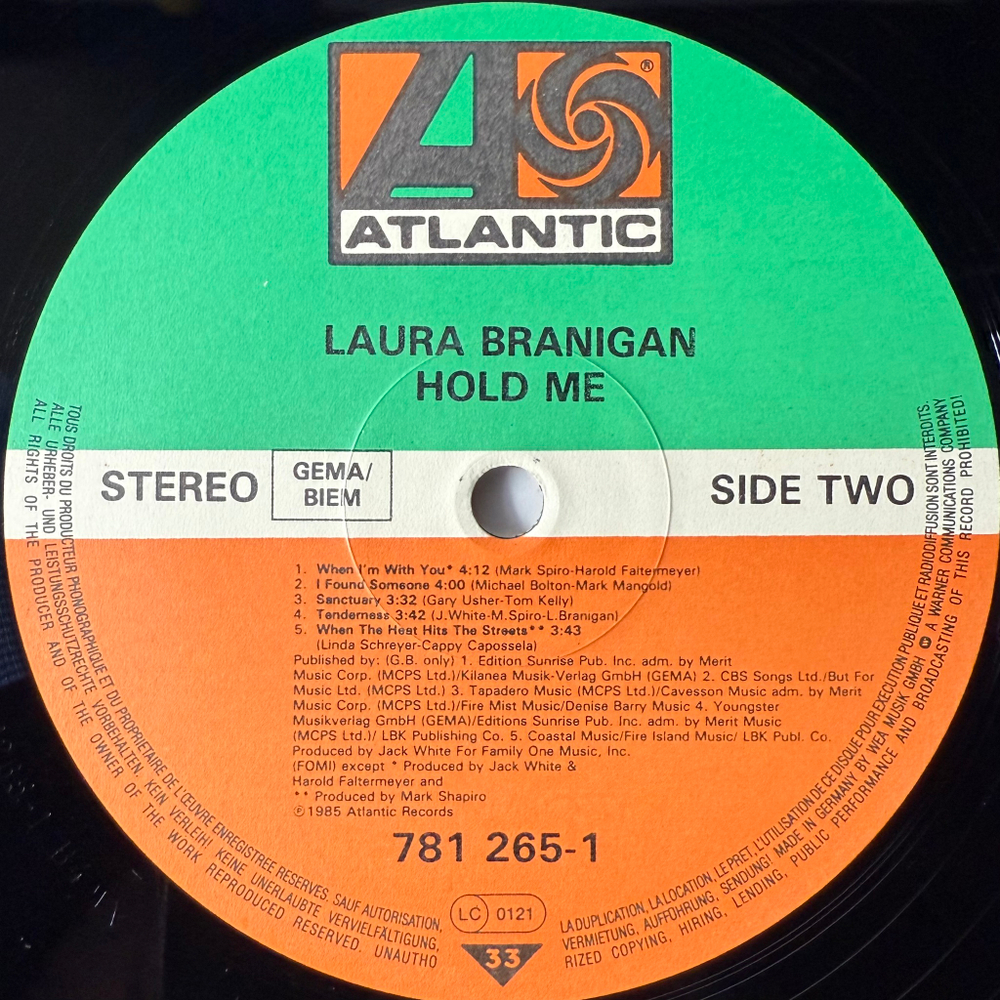 A
®
ATLANTIC
LAURA BRANIGAN
HOLD ME
STEREO
GEMA/
BIEM
SIDE TWO
1. When I'm With You* 4:12 (Mark Spiro-Harold Faltermeyer)
2. I Found Someone 4:00 (Michael Bolton-Mark Mangold)
3. Sanctuary 3:32 (Gary Usher-Tom Kelly)
4. Tenderness 3:42 (J.White-M.Spiro-L.Branigan)
5. When The Heat Hits The Streets** 3:43
(Linda Schreyer-Cappy Capossela)
Published by: (G.B. only) 1. Edition Sunrise Pub. Inc. adm. by Merit
Music Corp. (MCPS Ltd.)/Kilanea Musik-Verlag GmbH (GEMA) 2. CBS Songs Ltd./But For
Music Ltd. (MCPS Ltd.) 3. Tapadero Music (MCPS Ltd.)/Cavesson Music adm. by Merit
Music Corp. (MCPS Ltd.)/Fire Mist Music/Denise Barry Music 4. Youngster
Musikverlag GmbH (GEMA)/Editions Sunrise Pub. Inc. adm. by Merit Music
(MCPS Ltd.)/ LBK Publishing Co. 5. Coastal Music/Fire Island Music/ LBK Publ. Co.
Produced by Jack White For Family One Music, Inc.
(FOMI) except * Produced by Jack White &
Harold Faltermeyer and
** Produced by Mark Shapiro
℗1985 Atlantic Records
781 265-1
LC 0121
33
TOUS DROITS DU PRODUCTEUR PHONOGRAPHIQUE ET DU PROPRIETAIRE DE L'ŒUVRE ENREGISTREE RESERVES. SAUF AUTORISATION,
LA DUPLICATION, LA LOCATION, LE PRET, L'UTILISATION DE CE DISQUE POUR EXECUTION PUBLIQUE ET RADIODIFFUSION SONT INTERDITS.
ALLE URHEBER- UND LEISTUNGSSCHUTZRECHTE VORBEHALTEN. KEIN VERLEIH! KEINE UNERLAUBTE VERVIELFÄLTIGUNG,
VERMIETUNG, AUFFÜHRUNG, SENDUNG! MADE IN GERMANY BY WEA MUSIK GMBH W A WARNER COMMUNICATIONS COMPANY
ALL RIGHTS OF THE PRODUCER AND OF THE OWNER OF THE WORK REPRODUCED RESERVED. UNAUTHO
RIZED COPYING, HIRING, LENDING, PUBLIC PERFORMANCE AND BROADCASTING OF THIS RECORD PROHIBITED!